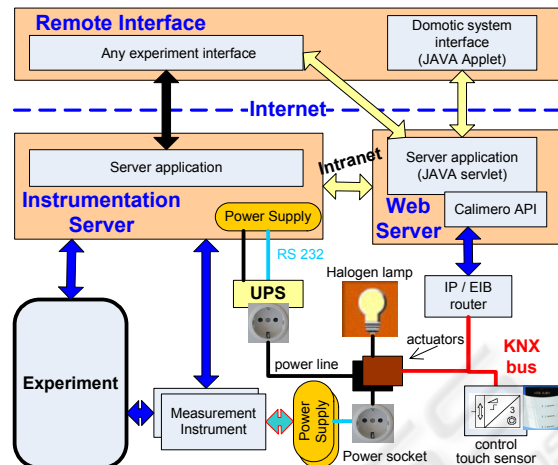 Remote Interface
Any experiment interface
Domotic system
interface
(JAVA Applet)
Internet
Server application
Instrumentation
Server
Intranet
Server application
(JAVA servlet)
Web
Server
Calimero API
Power Supply
RS 232
UPS
Halogen lamp
IP / EIB
router
actuators
KNX
bus
power line
Experiment
Measurement
Instrument
Power
Supply
Power socket
3
control
touch sensor